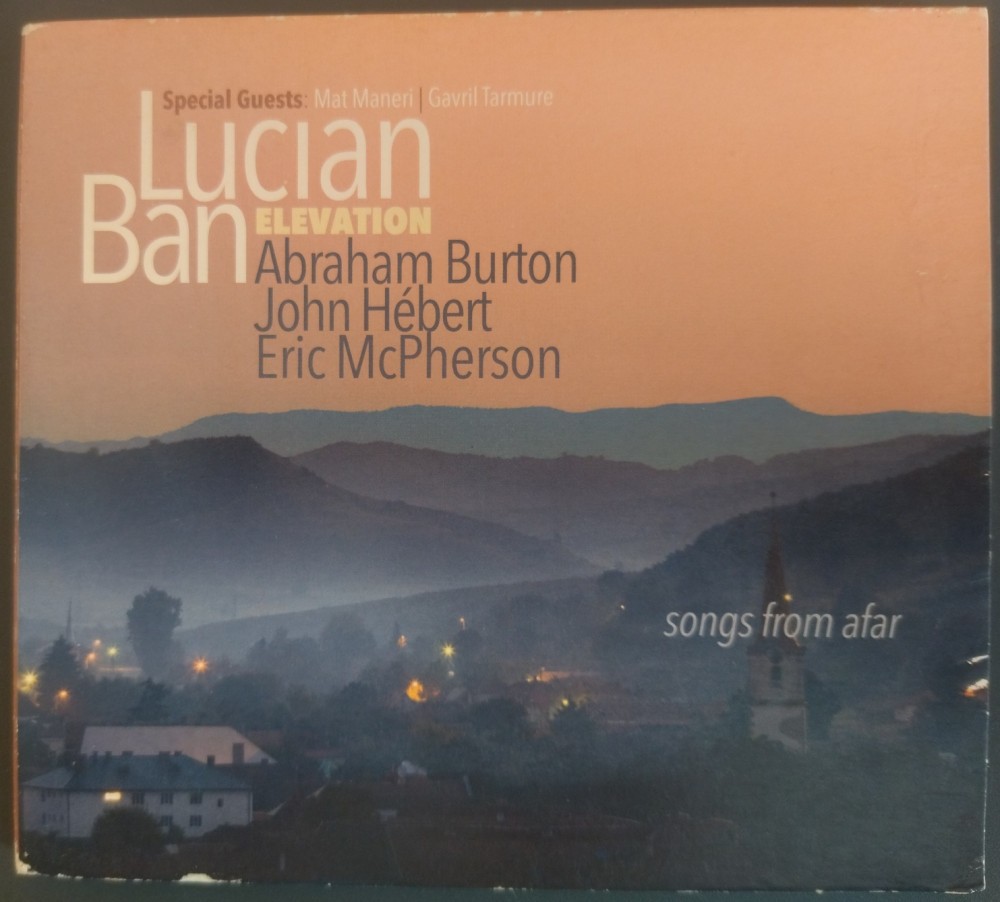 Special Guests: Mat Maneri | Gavril Tarmure
Lucian
Ban ELEVATION
Abraham Burton
John Hébert
Eric McPherson
songs from afar